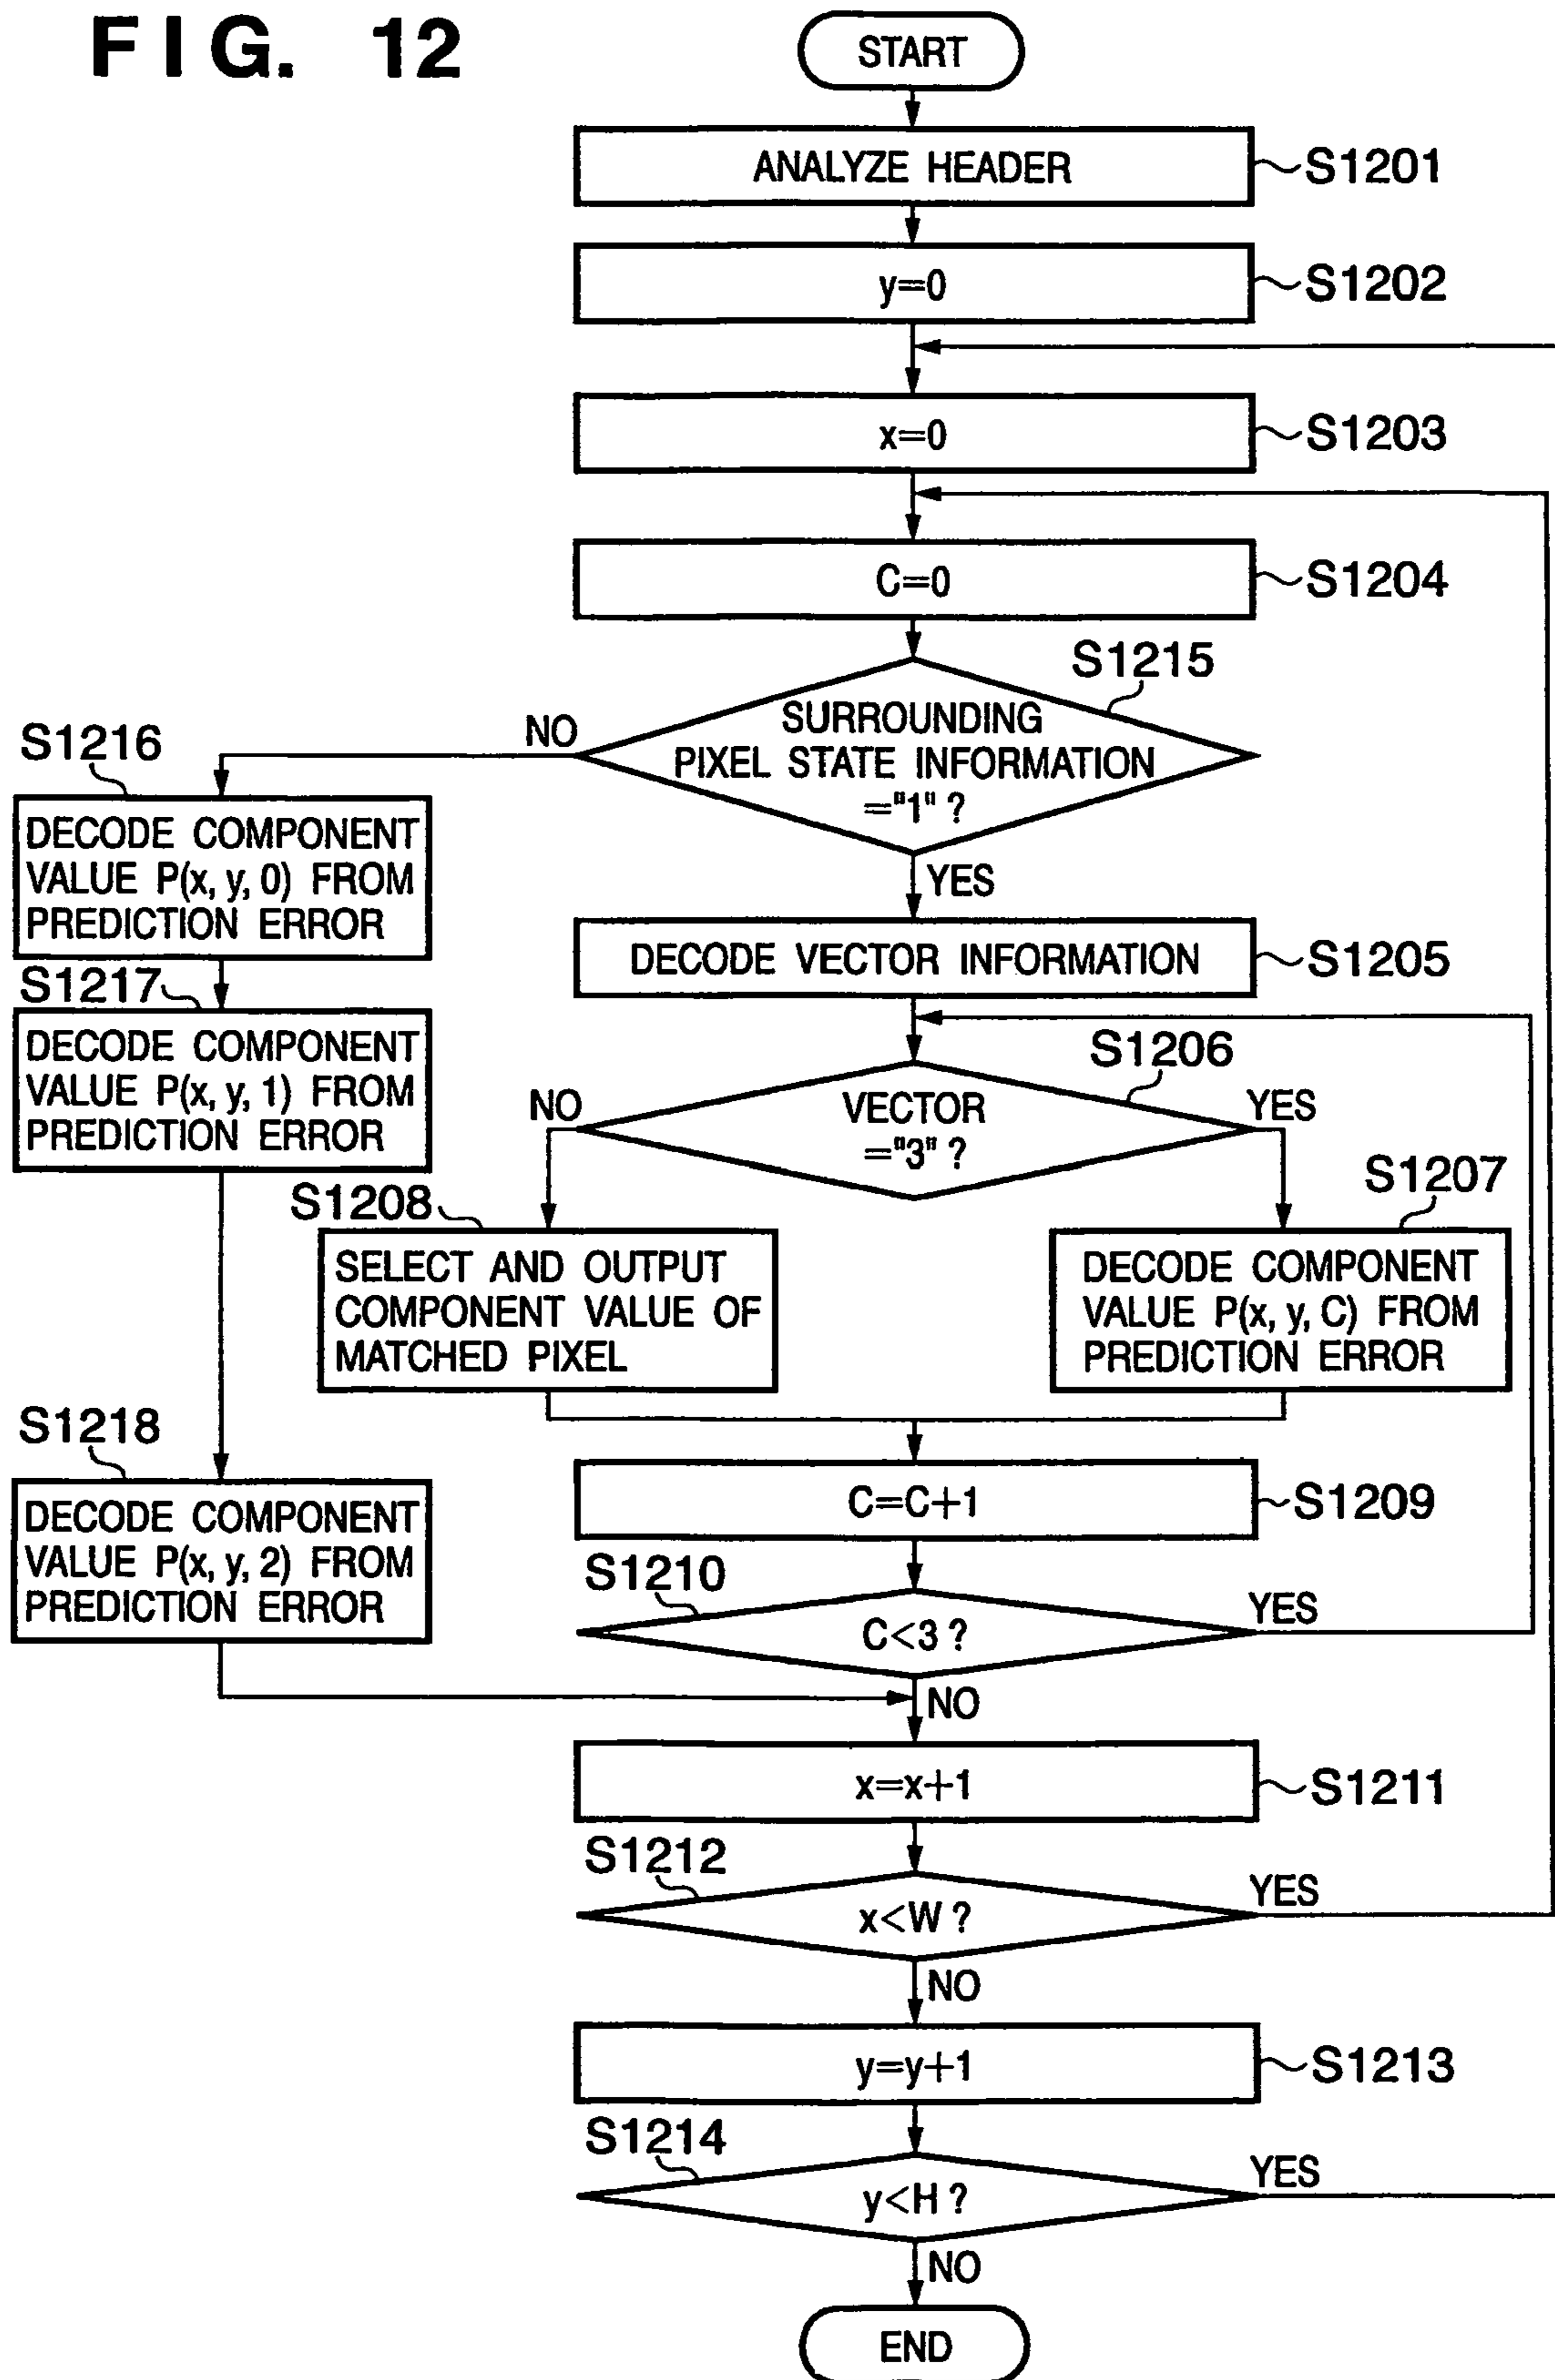 FIG. 12
START
ANALYZE HEADER
S1201
y=0
S1202
x=0
S1203
C=0
S1204
S1215
SURROUNDING
PIXEL STATE INFORMATION
="1" ?
NO
YES
S1216
DECODE COMPONENT
VALUE P(x, y, 0) FROM
PREDICTION ERROR
S1217
DECODE COMPONENT
VALUE P(x, y, 1) FROM
PREDICTION ERROR
S1218
DECODE COMPONENT
VALUE P(x, y, 2) FROM
PREDICTION ERROR
DECODE VECTOR INFORMATION
S1205
S1206
VECTOR
="3" ?
NO
YES
S1208
SELECT AND OUTPUT
COMPONENT VALUE OF
MATCHED PIXEL
S1207
DECODE COMPONENT
VALUE P(x, y, C) FROM
PREDICTION ERROR
C=C+1
S1209
S1210
C<3 ?
YES
NO
x=x+1
S1211
S1212
x<W ?
YES
NO
y=y+1
S1213
S1214
y<H ?
YES
NO
END